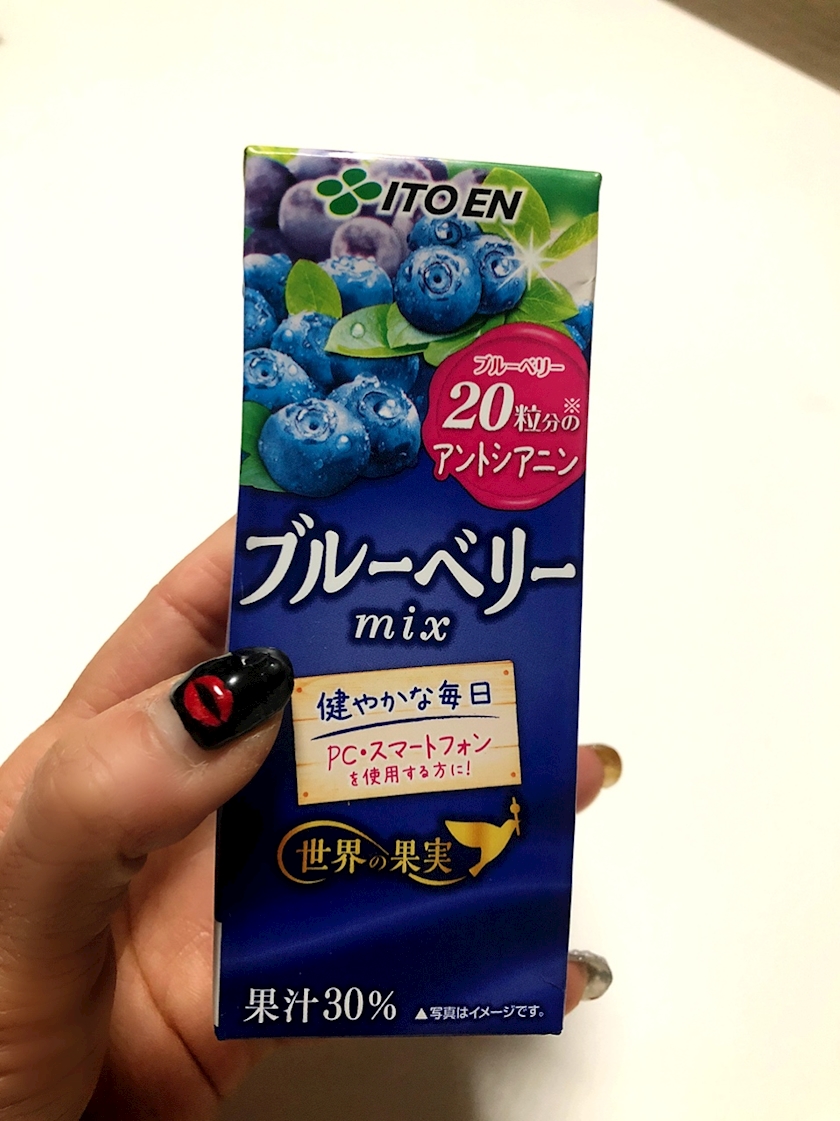 ITO EN
ブルーベリー
20粒分の※
アントシアニン
ブルーベリー
mix
健やかな毎日
PC・スマートフォン
を使用する方に!
世界の果実
果汁30%
▲写真はイメージです。